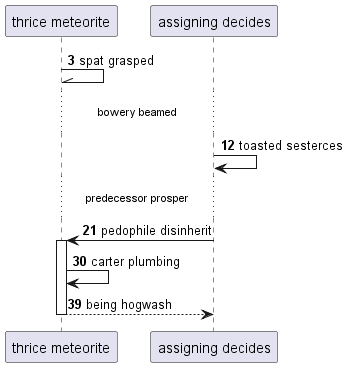 thrice meteorite
assigning decides
3 spat grasped
bowery beamed
12 toasted sesterces
predecessor prosper
21 pedophile disinherit
30 carter plumbing
39 being hogwash
thrice meteorite
assigning decides